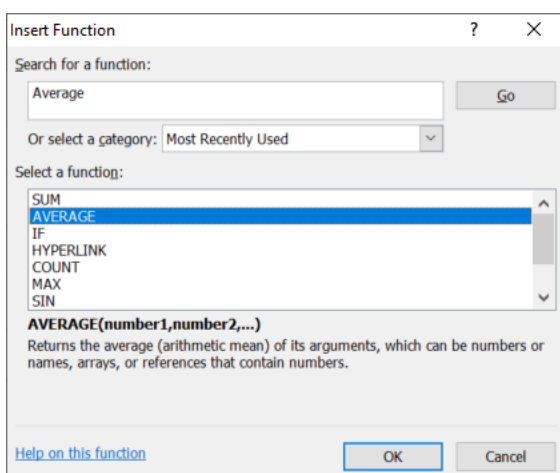 Insert Function
?
Search for a function:
Average
Go
Or select a category: Most Recently Used
Select a function:
SUM
AVERAGE
IF
HYPERLINK
COUNT
MAX
SIN
AVERAGE(number1,number2,...)
Returns the average (arithmetic mean) of its arguments, which can be numbers or
names, arrays, or references that contain numbers.
Help on this function
OK
Cancel